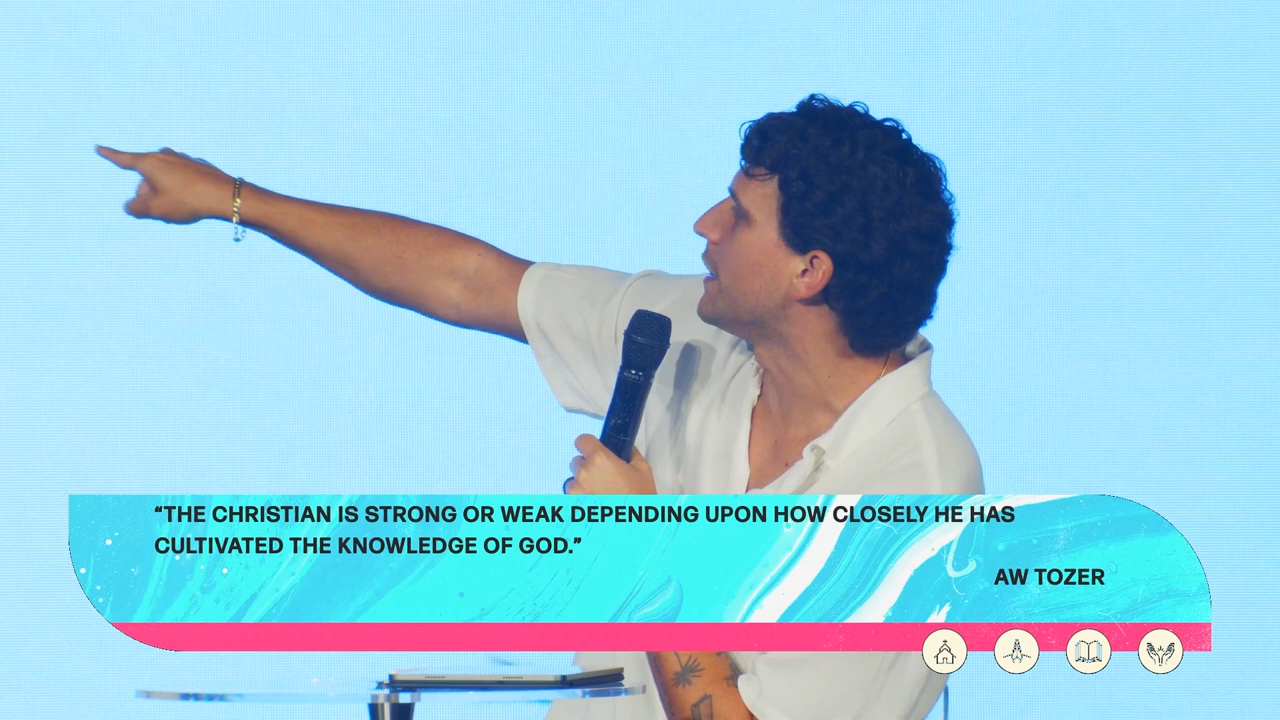 “THE CHRISTIAN IS STRONG OR WEAK DEPENDING UPON HOW CLOSELY HE HAS
CULTIVATED THE KNOWLEDGE OF GOD.”
AW TOZER